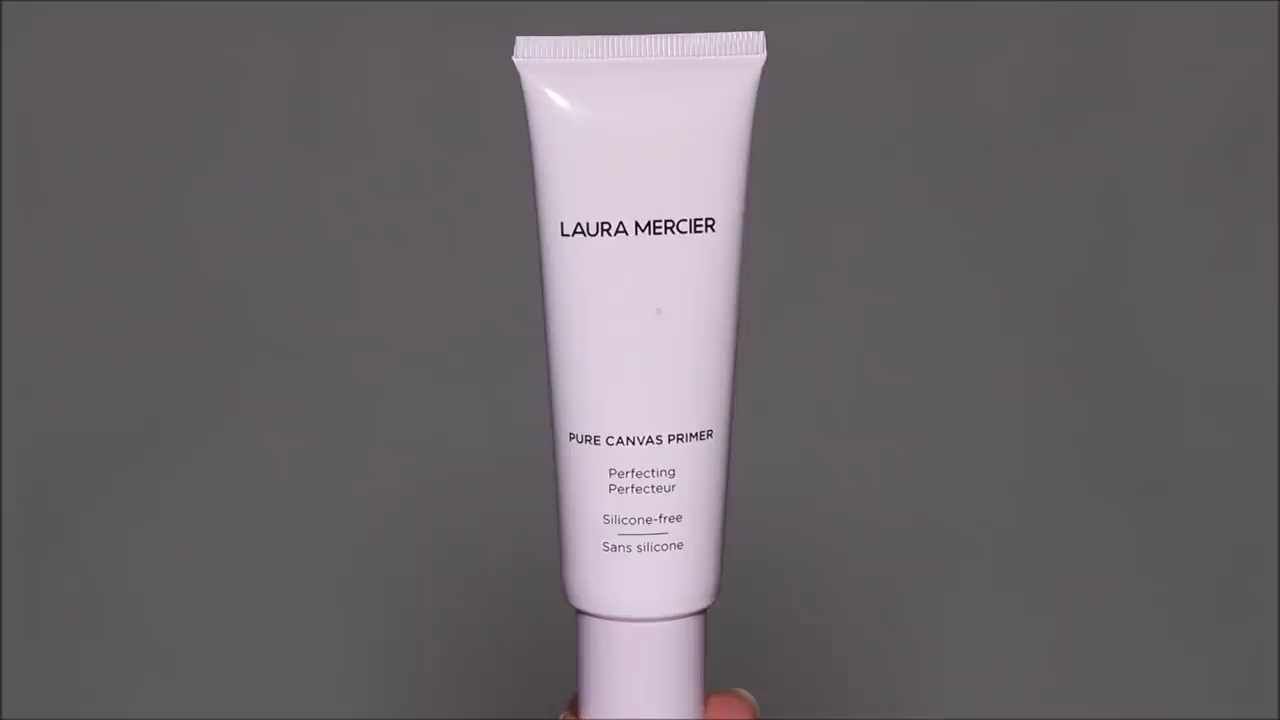 LAURA MERCIER
PURE CANVAS PRIMER
Perfecting
Perfecteur
Silicone-free
Sans silicone